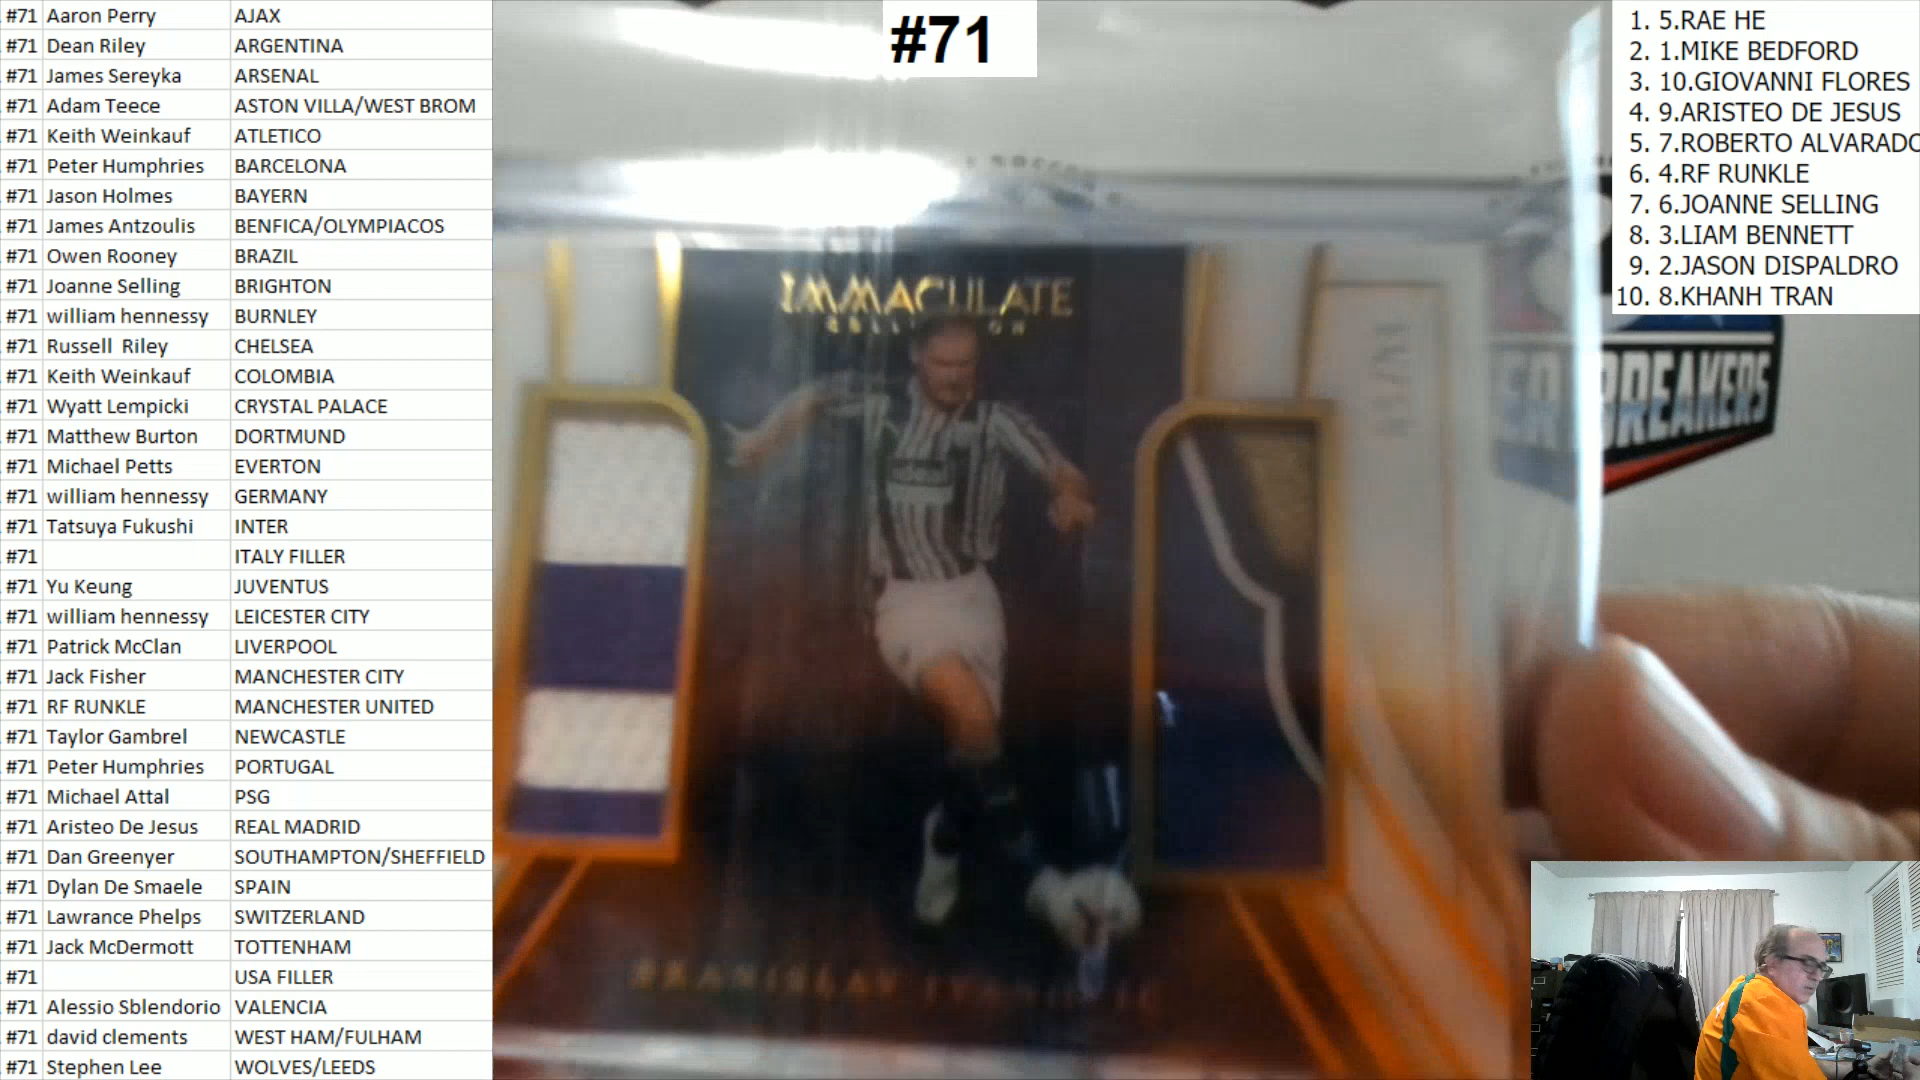 #71 Aaron Perry AJAX
#71 Dean Riley ARGENTINA
#71 James Sereyka ARSENAL
#71 Adam Teece ASTON VILLA/WEST BROM
#71 Keith Weinkauf ATLETICO
#71 Peter Humphries BARCELONA
#71 Jason Holmes BAYERN
#71 James Antzoulis BENFICA/OLYMPIACOS
#71 Owen Rooney BRAZIL
#71 Joanne Selling BRIGHTON
#71 william hennessy BURNLEY
#71 Russell Riley CHELSEA
#71 Keith Weinkauf COLOMBIA
#71 Wyatt Lempicki CRYSTAL PALACE
#71 Matthew Burton DORTMUND
#71 Michael Petts EVERTON
#71 william hennessy GERMANY
#71 Tatsuya Fukushi INTER
#71 ITALY FILLER
#71 Yu Keung JUVENTUS
#71 william hennessy LEICESTER CITY
#71 Patrick McClan LIVERPOOL
#71 Jack Fisher MANCHESTER CITY
#71 RF RUNKLE MANCHESTER UNITED
#71 Taylor Gambrel NEWCASTLE
#71 Peter Humphries PORTUGAL
#71 Michael Attal PSG
#71 Aristeo De Jesus REAL MADRID
#71 Dan Greenyer SOUTHAMPTON/SHEFFIELD
#71 Dylan De Smaele SPAIN
#71 Lawrance Phelps SWITZERLAND
#71 Jack McDermott TOTTENHAM
#71 USA FILLER
#71 Alessio Sblendorio VALENCIA
#71 david clements WEST HAM/FULHAM
#71 Stephen Lee WOLVES/LEEDS
#71
IMMACULATE
COLLECTION
BRANISLAV IVANOVIC
BREAKERS
1. 5.RAE HE
2. 1.MIKE BEDFORD
3. 10.GIOVANNI FLORES
4. 9.ARISTEO DE JESUS
5. 7.ROBERTO ALVARADO
6. 4.RF RUNKLE
7. 6.JOANNE SELLING
8. 3.LIAM BENNETT
9. 2.JASON DISPALDRO
10. 8.KHANH TRAN